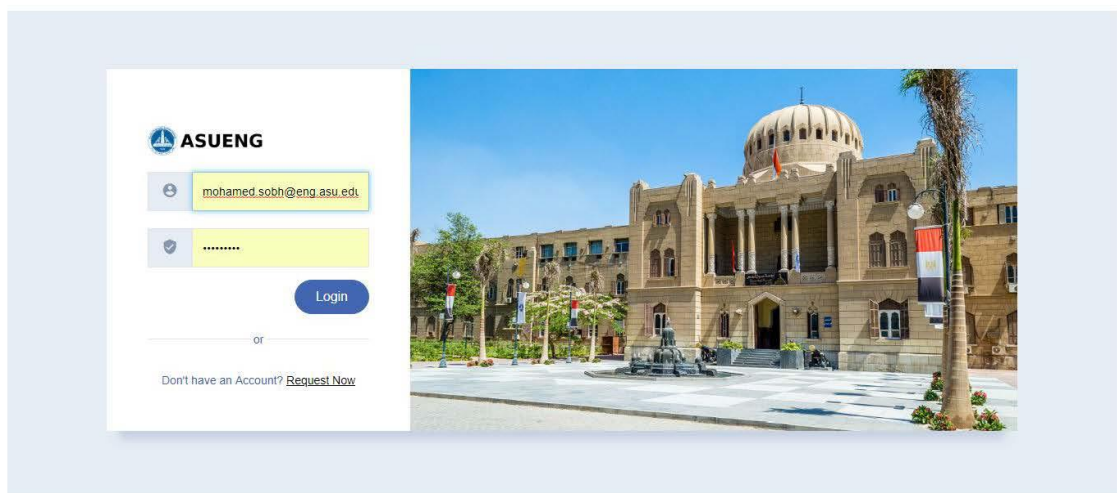 ASUENG
mohamed.sobh@eng.asu.edu
•••••••••
Login
or
Don't have an Account? Request Now